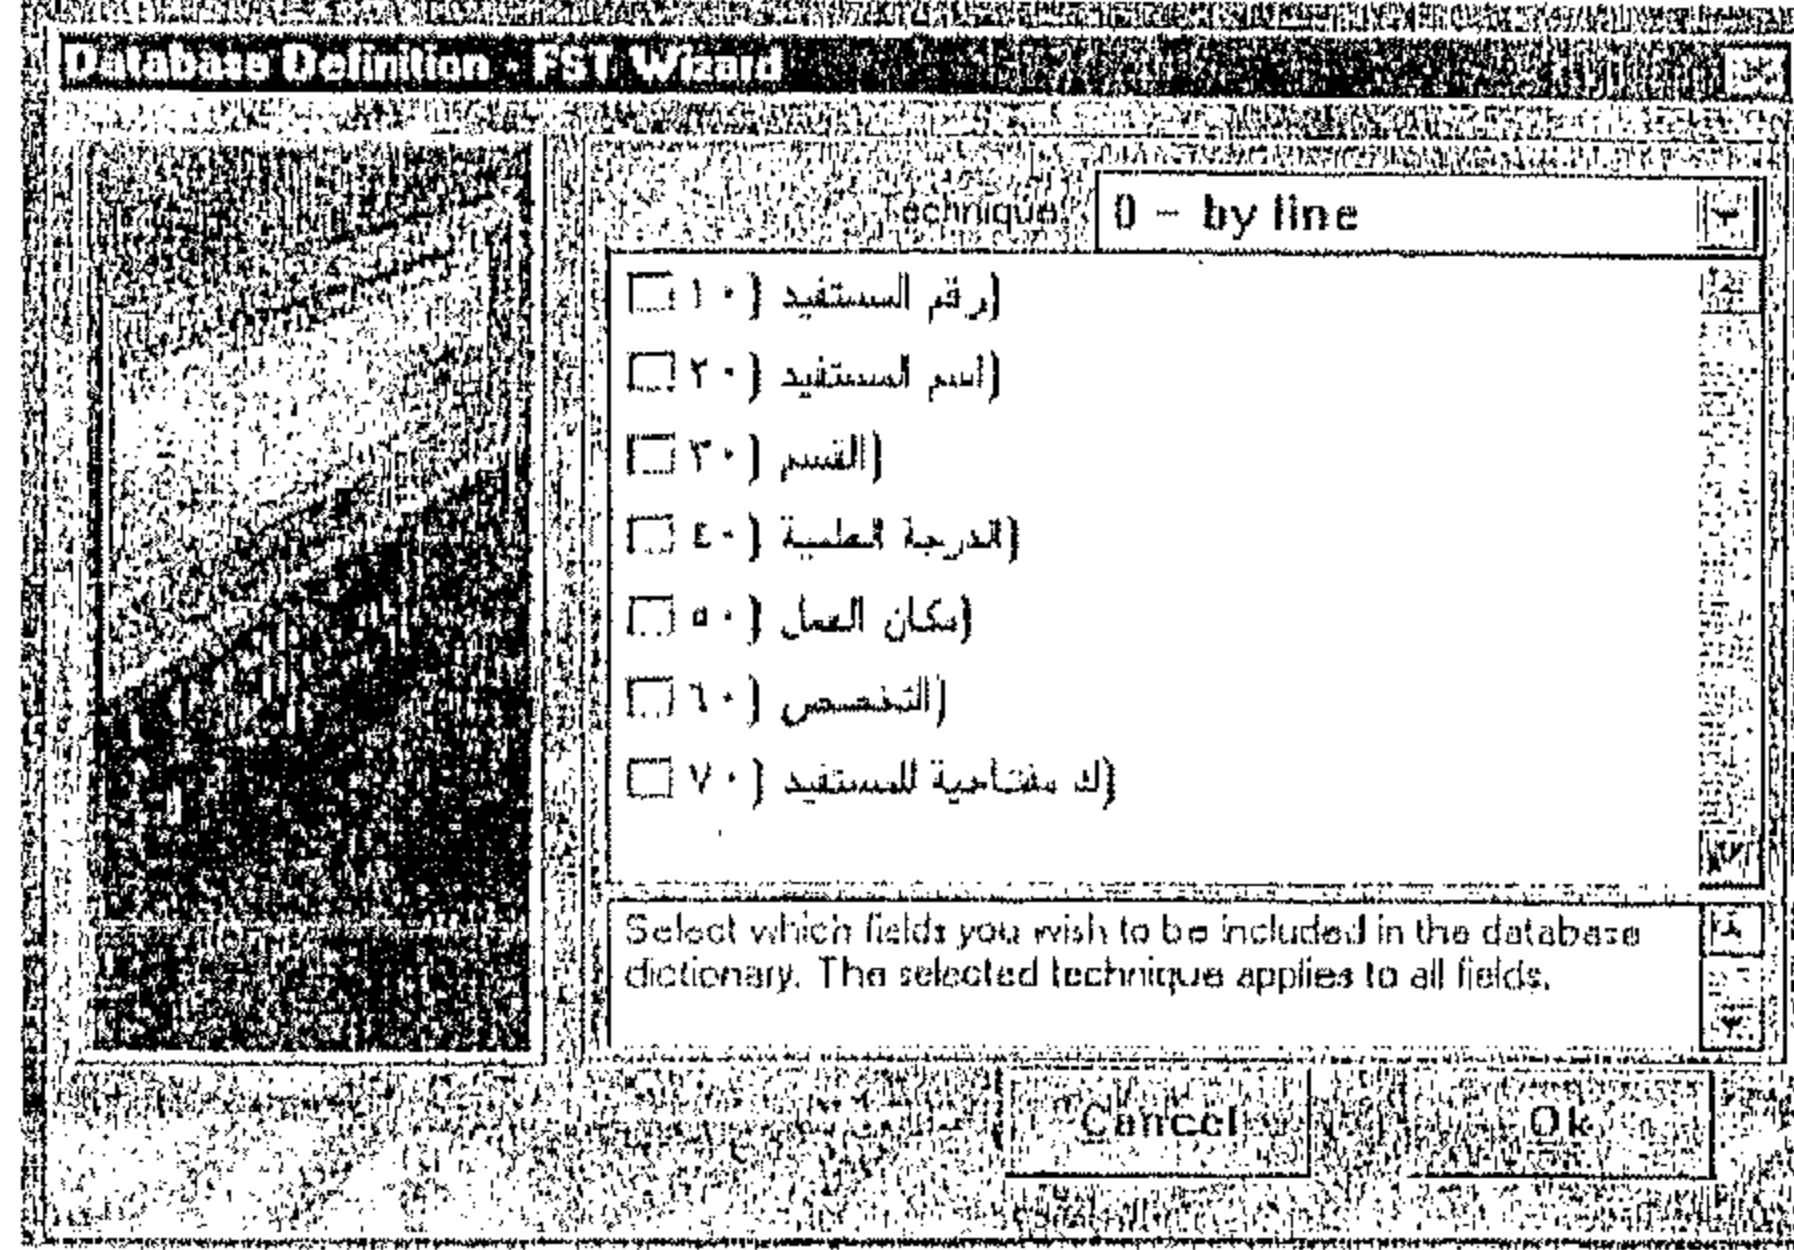 Database Definition - FST Wizard
Technique: 0 - by line
١٠ (رقم المستفيد)
٢٠ (اسم المستفيد)
٣٠ (القسم)
٤٠ (الدرجة العلمية)
٥٠ (مكان العمل)
٦٠ (التخصص)
٧٠ (ك مفتاحية للمستفيد)
Select which fields you wish to be included in the database
dictionary. The selected technique applies to all fields.
Cancel Ok